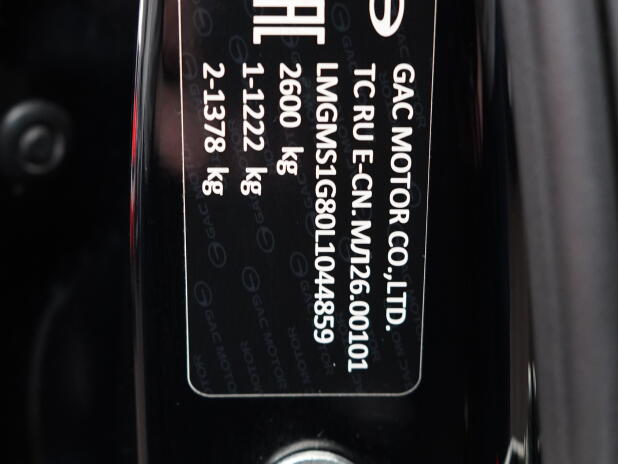 GAC MOTOR CO.,LTD.
TC RU E-CN.МЛ26.00101
LMGMS1G80L1044859
2600 kg
1-1222 kg
2-1378 kg